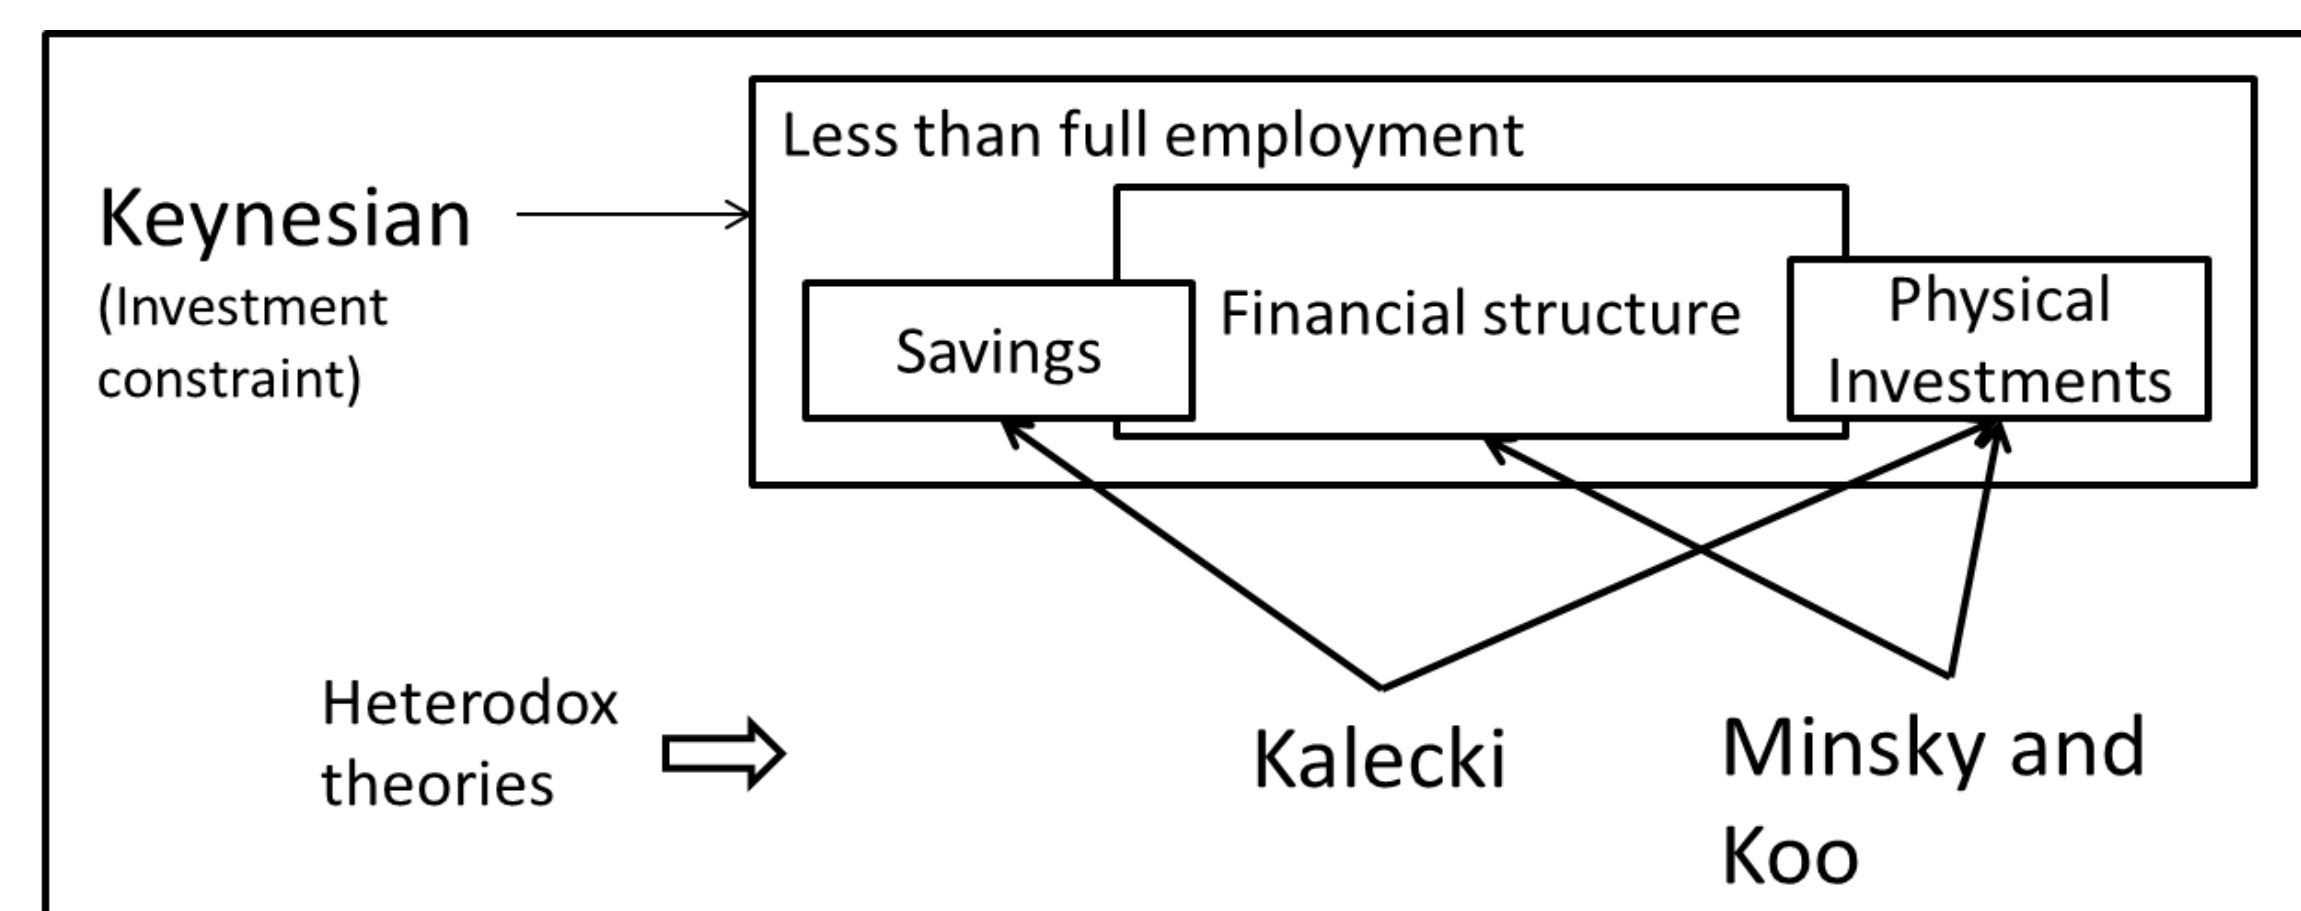 Less than full employment
Keynesian
(Investment
constraint)
Savings
Financial structure
Physical
Investments
Heterodox
theories
Kalecki
Minsky and
Koo